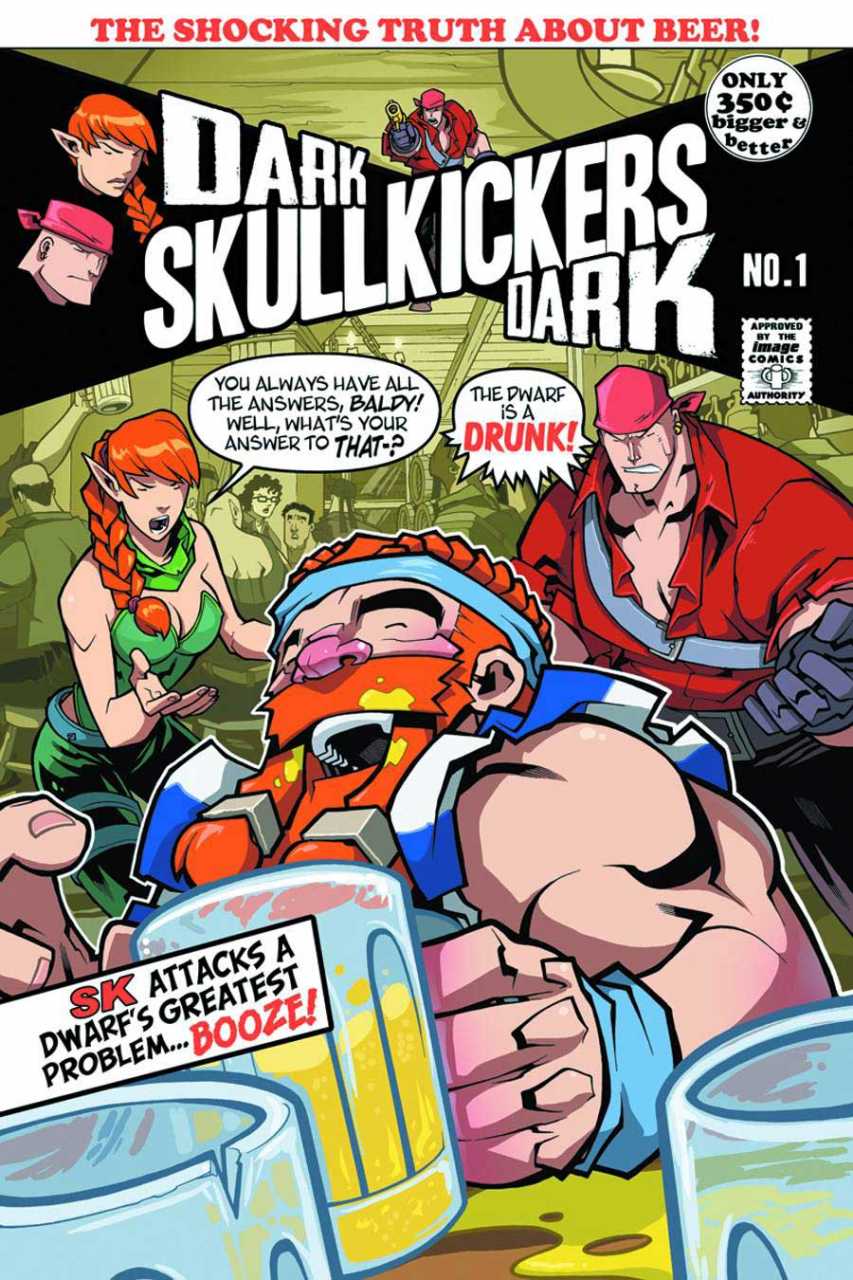 THE SHOCKING TRUTH ABOUT BEER!
ONLY
350¢
bigger &
better
DARK
SKULLKICKERS
DARK
NO.1
APPROVED
BY THE
image
COMICS
AUTHORITY
YOU ALWAYS HAVE ALL
THE ANSWERS, BALDY!
WELL, WHAT'S YOUR
ANSWER TO THAT-?
THE DWARF
IS A
DRUNK!
SK ATTACKS A
DWARF'S GREATEST
PROBLEM... BOOZE!